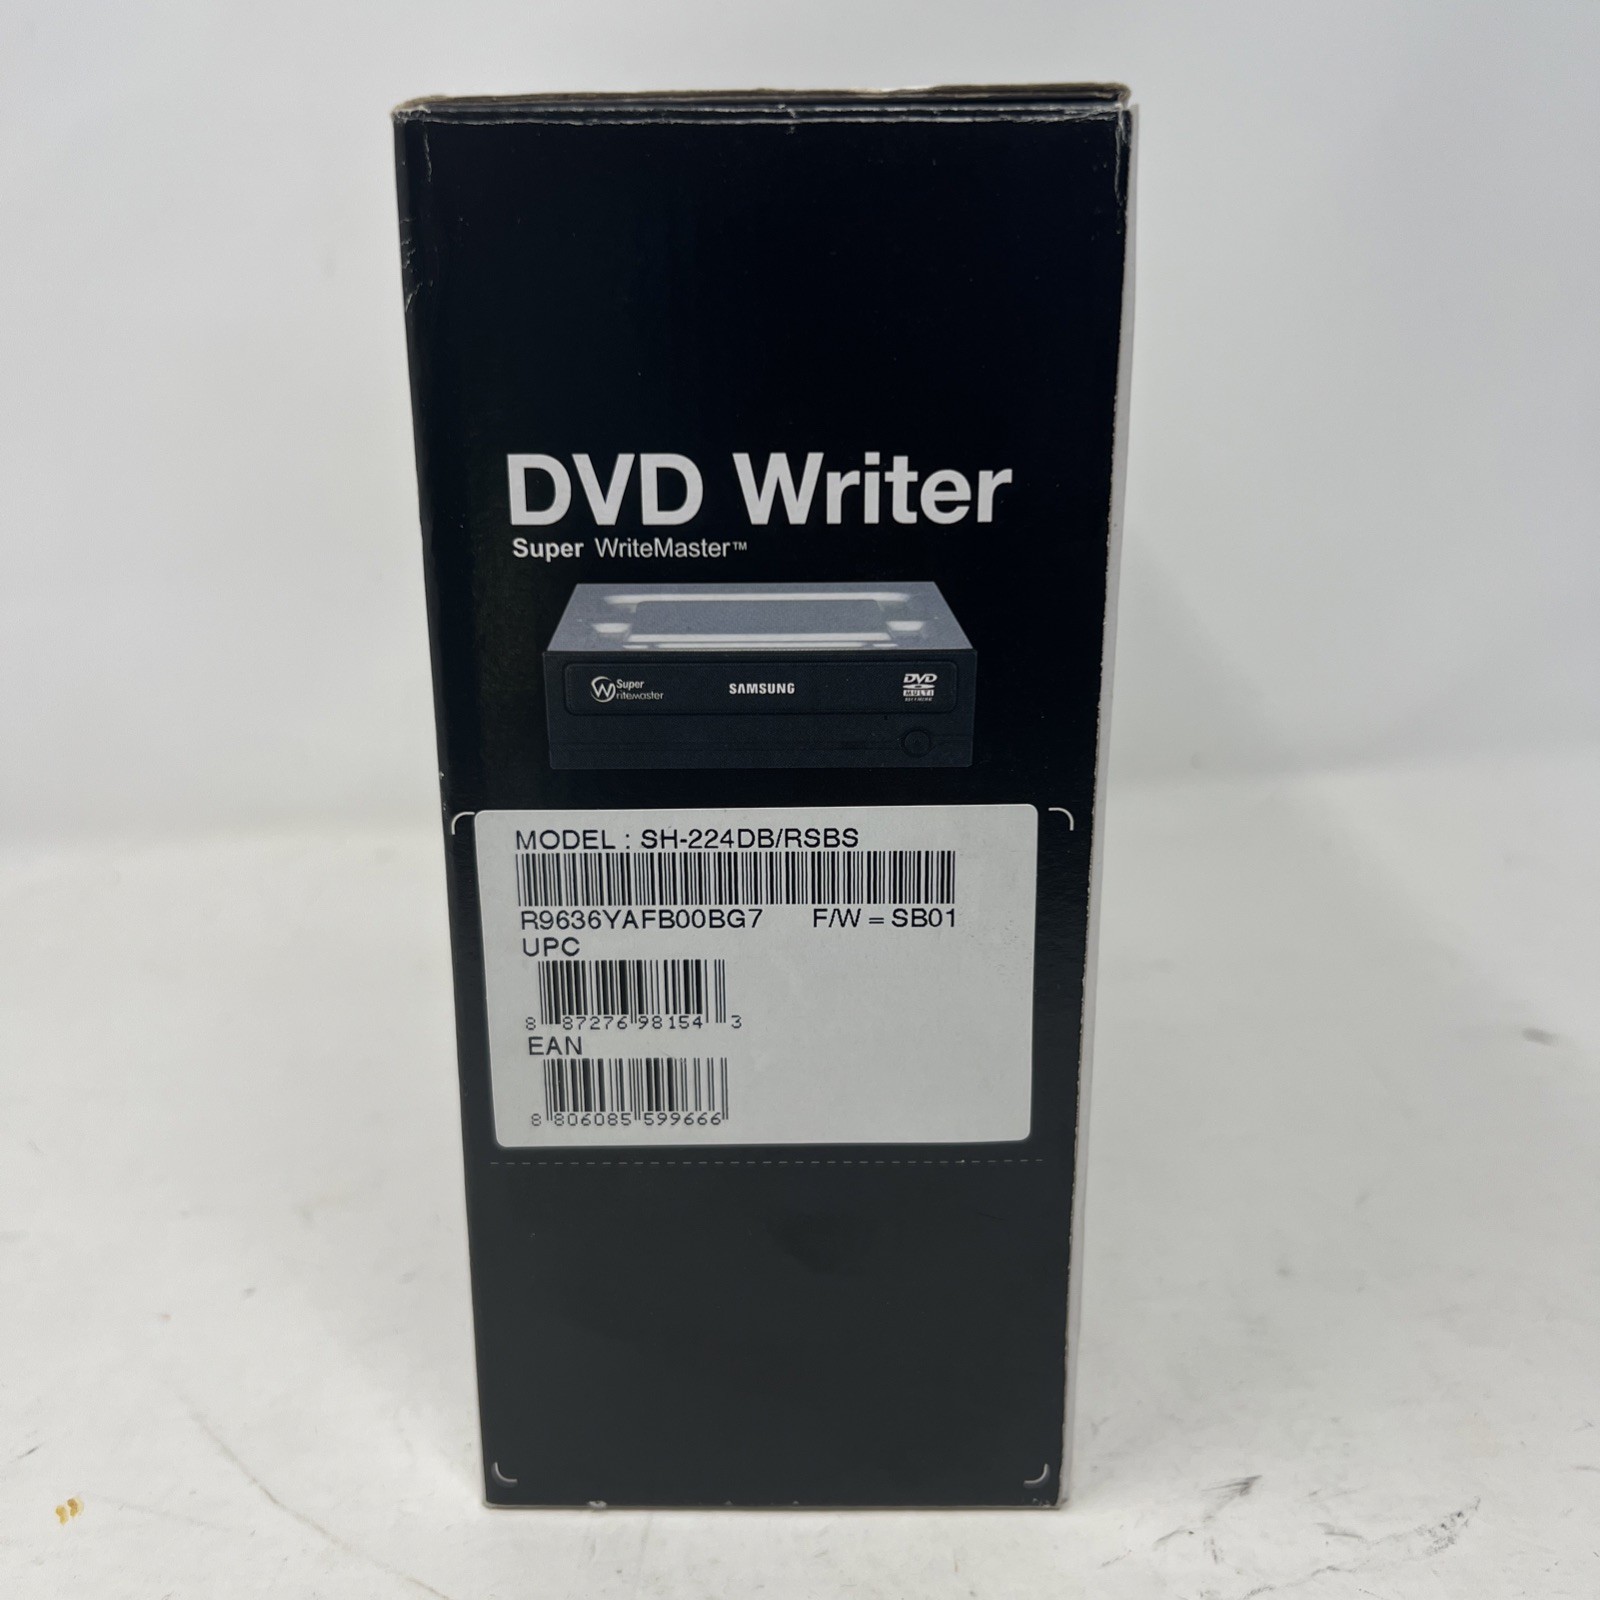 DVD Writer
Super WriteMaster™
Super
Writemaster
SAMSUNG
DVD
MULTI
MODEL : SH-224DB/RSBS
R9636YAFB00BG7 F/W = SB01
UPC
8 87276 98154 3
EAN
8 806085 599666